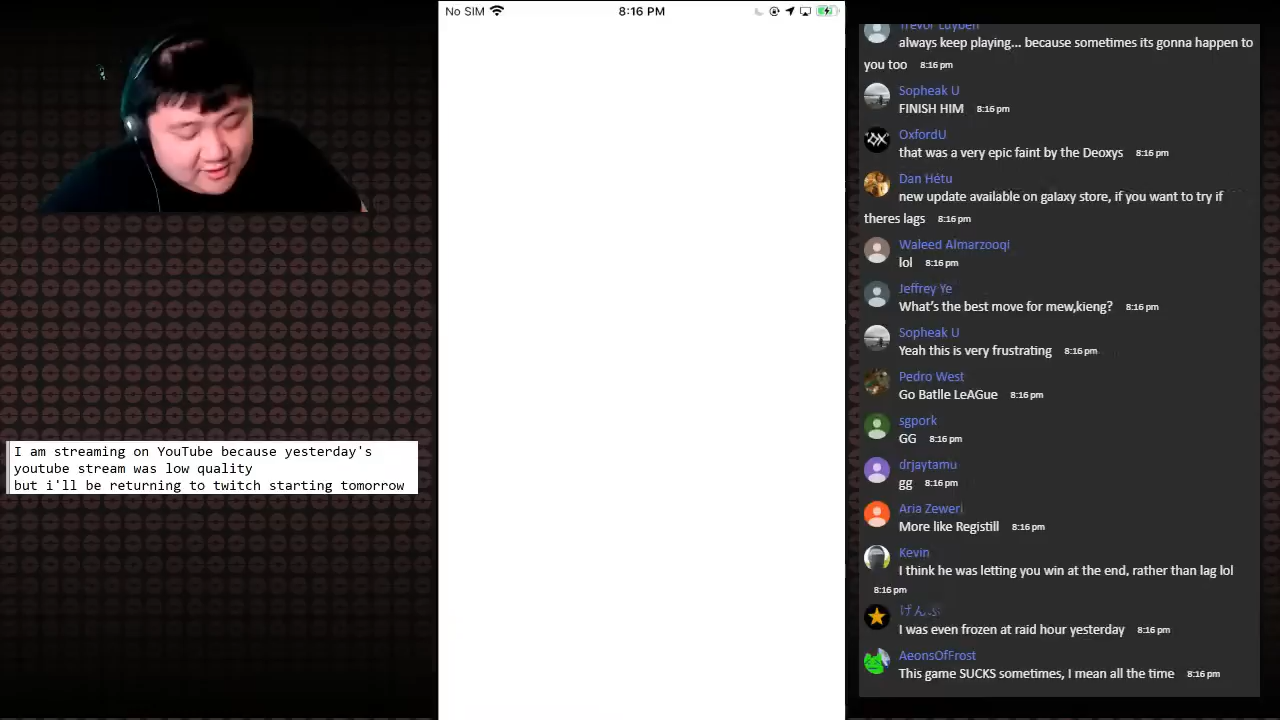 No SIM
8:16 PM
I am streaming on YouTube because yesterday's
youtube stream was low quality
but i'll be returning to twitch starting tomorrow
Trevor Luyben
always keep playing... because sometimes its gonna happen to
you too 8:16 pm
Sopheak U
FINISH HIM 8:16 pm
OxfordU
that was a very epic faint by the Deoxys 8:16 pm
Dan Hétu
new update available on galaxy store, if you want to try if
theres lags 8:16 pm
Waleed Almarzooqi
lol 8:16 pm
Jeffrey Ye
What's the best move for mew,kieng? 8:16 pm
Sopheak U
Yeah this is very frustrating 8:16 pm
Pedro West
Go Batlle LeAGue 8:16 pm
sgpork
GG 8:16 pm
drjaytamu
gg 8:16 pm
Aria Zewerl
More like Registill 8:16 pm
Kevin
I think he was letting you win at the end, rather than lag lol
8:16 pm
げんぶ
I was even frozen at raid hour yesterday 8:16 pm
AeonsOfFrost
This game SUCKS sometimes, I mean all the time 8:16 pm